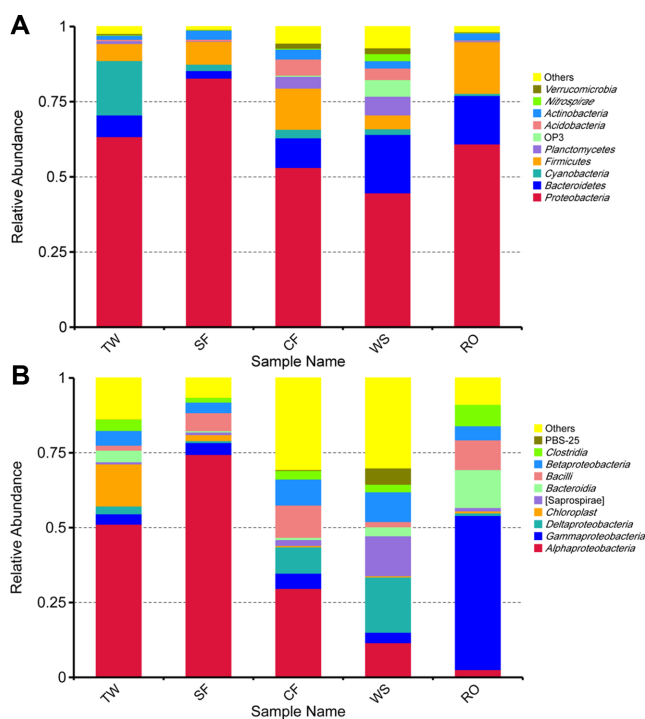 A
Relative Abundance
1
0.75
0.5
0.25
0
TW
SF
CF
WS
RO
Sample Name
Others
Verrucomicrobia
Nitrospirae
Actinobacteria
Acidobacteria
OP3
Planctomycetes
Firmicutes
Cyanobacteria
Bacteroidetes
Proteobacteria
B
Relative Abundance
1
0.75
0.5
0.25
0
TW
SF
CF
WS
RO
Sample Name
Others
PBS-25
Clostridia
Betaproteobacteria
Bacilli
Bacteroidia
[Saprospirae]
Chloroplast
Deltaproteobacteria
Gammaproteobacteria
Alphaproteobacteria